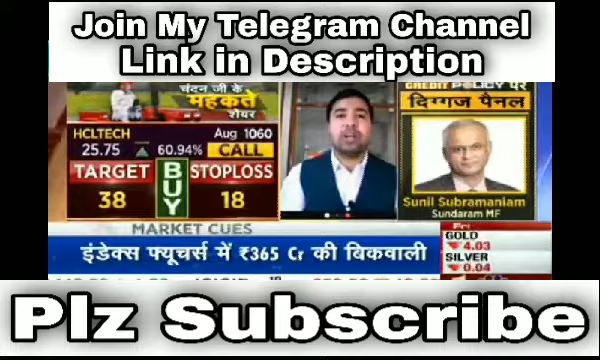 Join My Telegram Channel
Link in Description
चंदन जी के
महकते
शेयर
CREDIT POLICY पर
दिग्गज पैनल
HCLTECH Aug 1060
25.75 60.94% CALL
TARGET BUY STOPLOSS
38 18
Sunil Subramaniam
Sundaram MF
MARKET CUES
इंडेक्स फ्यूचर्स में ₹365 Cr की बिकवाली
Fri
GOLD
4.03
SILVER
0.04
Plz Subscribe